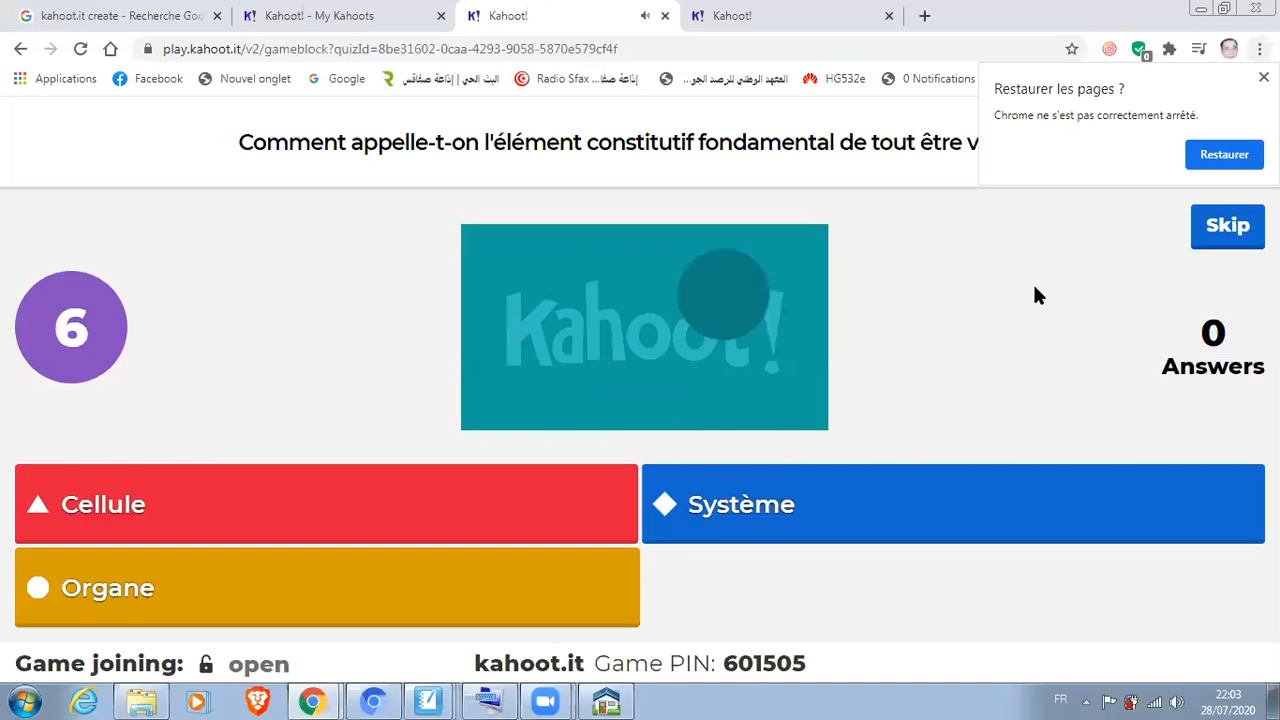 kahoot.it create - Recherche Goo
Kahoot! - My Kahoots
Kahoot!
Kahoot!
play.kahoot.it/v2/gameblock?quizId=8be31602-0caa-4293-9058-5870e579cf4f
0
Applications
Facebook
Nouvel onglet
Google
البث الحي | إذاعة صفاقس
Radio Sfax ...إذاعة صفا
المعهد الوطني للرصد الجو...
HG532e
0 Notifications
Restaurer les pages ?
Chrome ne s'est pas correctement arrêté.
Restaurer
Comment appelle-t-on l'élément constitutif fondamental de tout être v
Skip
6
Kahoot!
0
Answers
Cellule
Système
Organe
Game joining: open
kahoot.it Game PIN: 601505
FR
22:03
28/07/2020